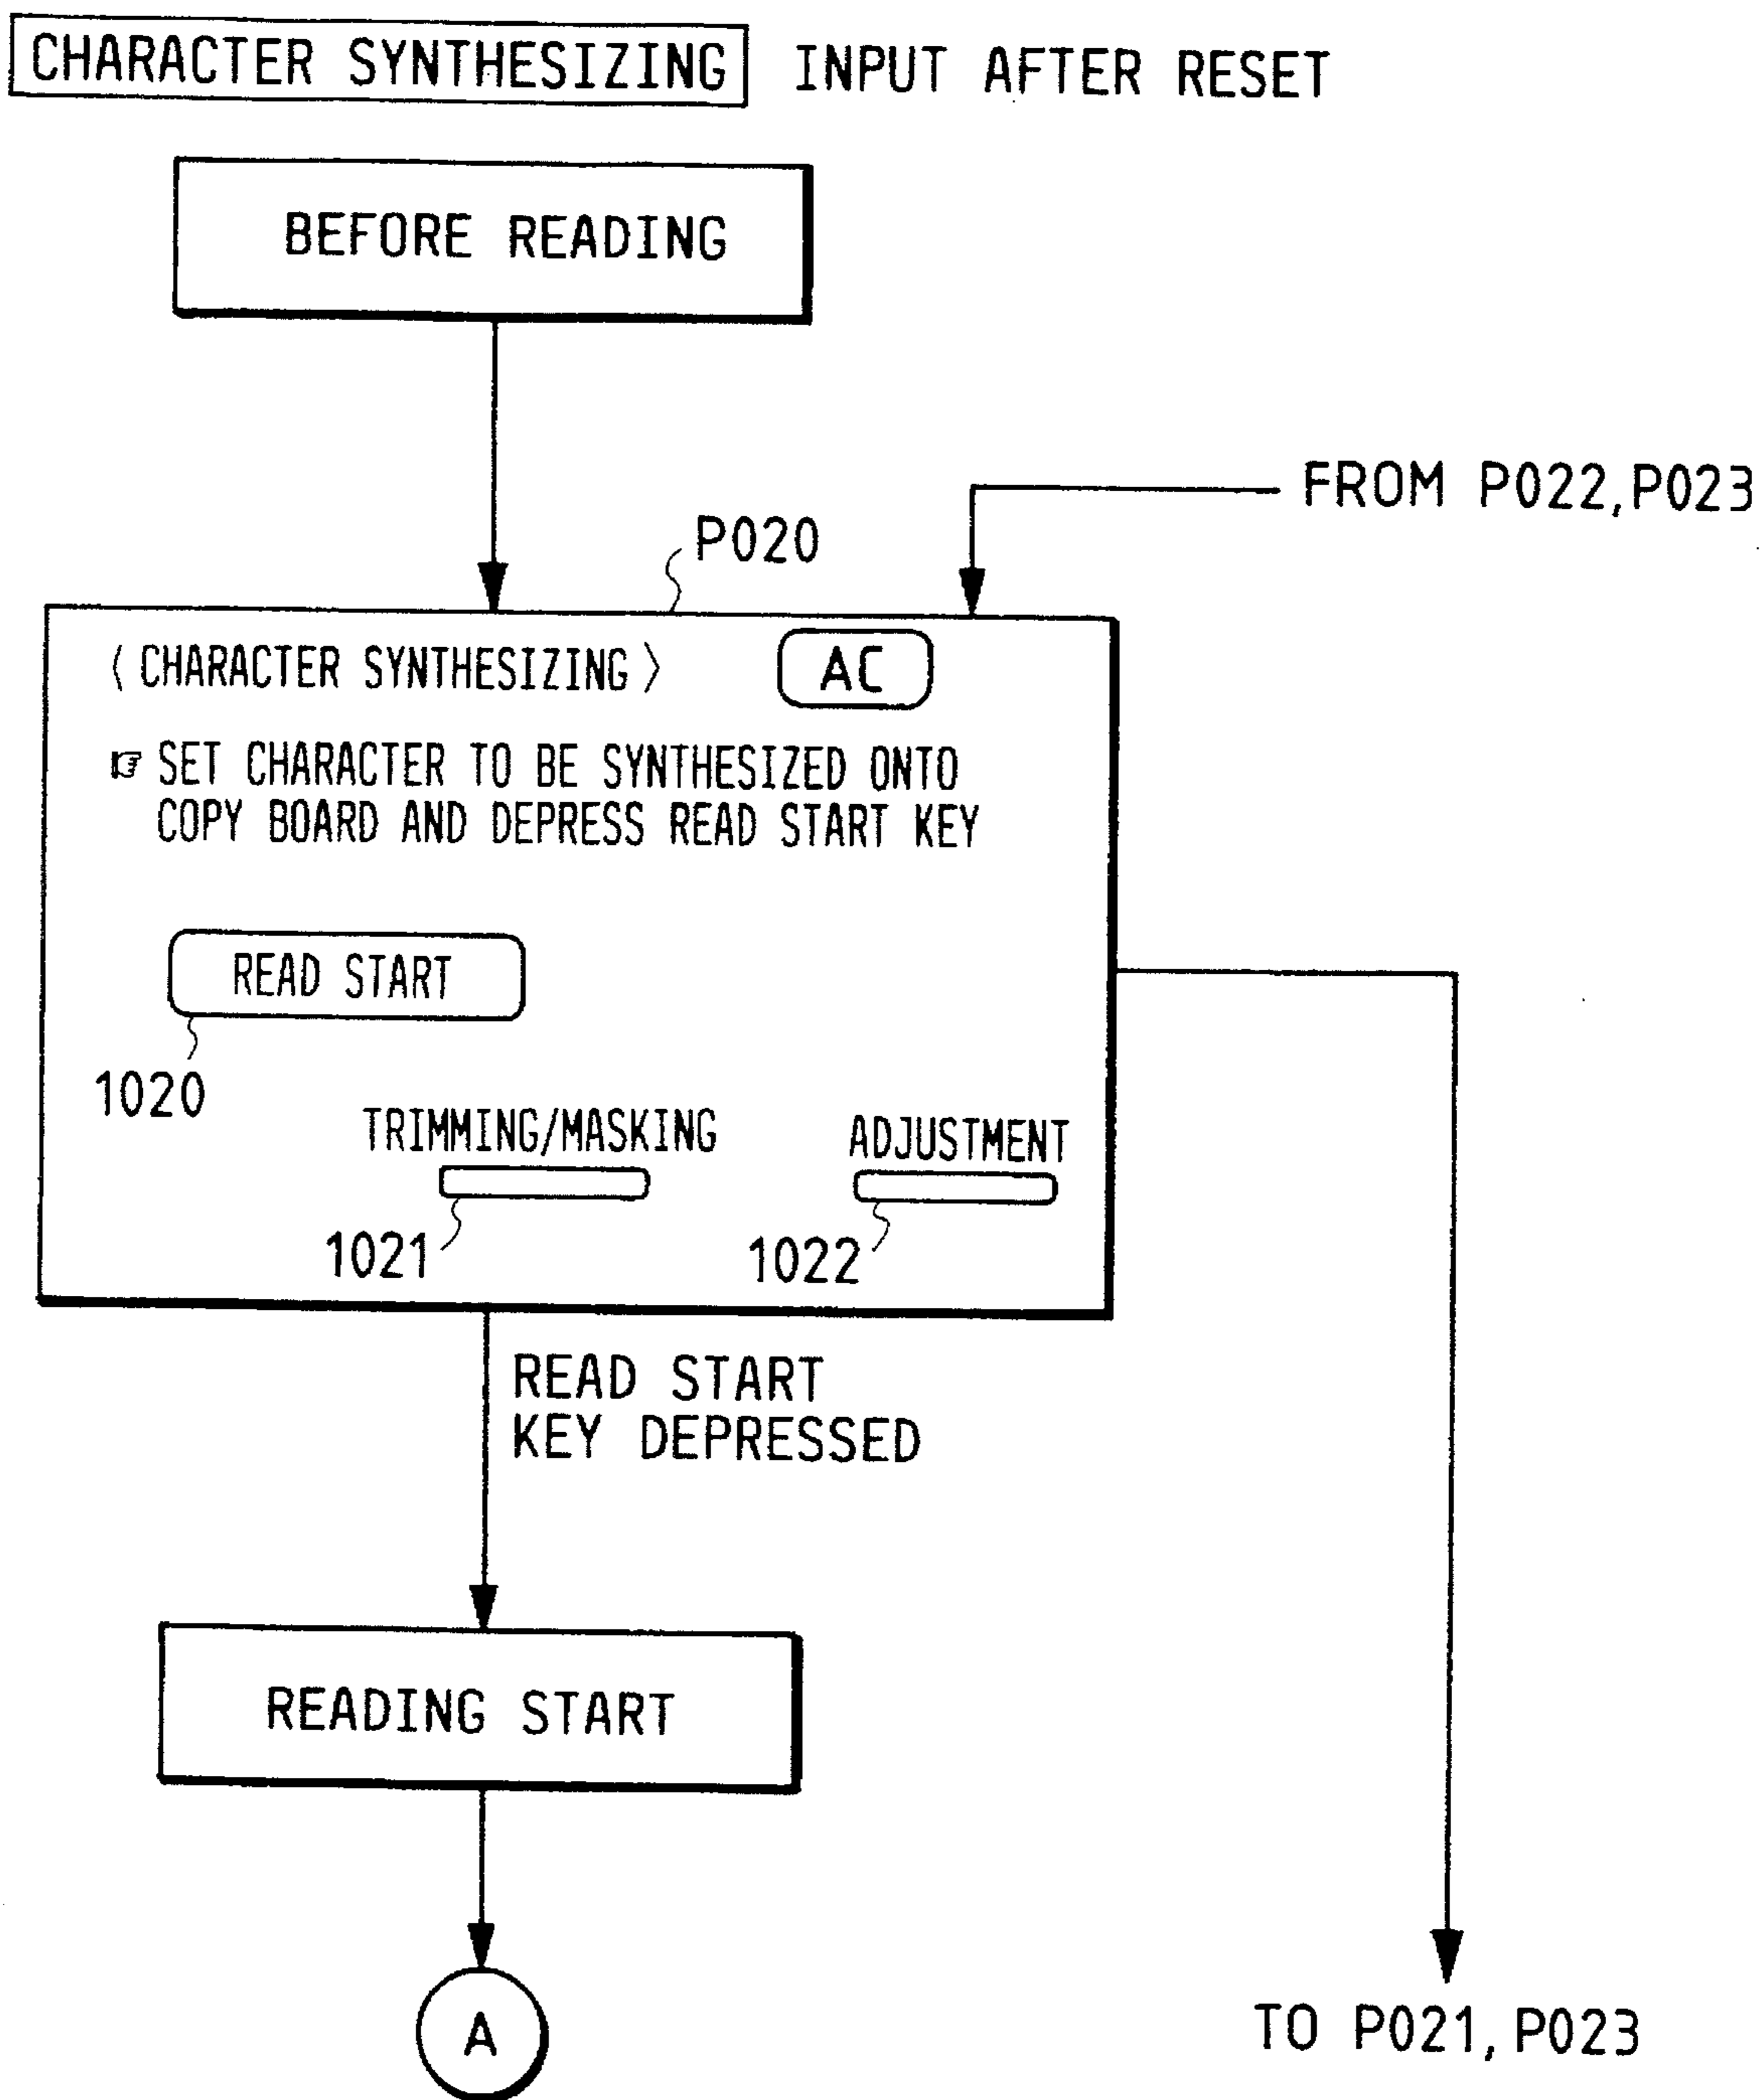 CHARACTER SYNTHESIZING INPUT AFTER RESET
BEFORE READING
FROM P022,P023
P020
〈CHARACTER SYNTHESIZING〉 AC
☞ SET CHARACTER TO BE SYNTHESIZED ONTO
COPY BOARD AND DEPRESS READ START KEY
READ START
1020
TRIMMING/MASKING ADJUSTMENT
1021 1022
READ START
KEY DEPRESSED
READING START
A
TO P021, P023